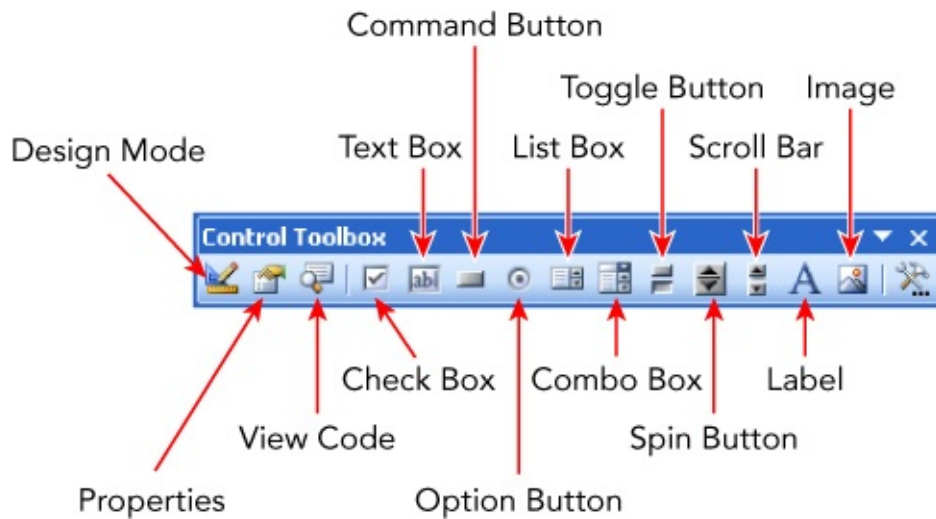 Command Button
Toggle Button
Image
Design Mode
Text Box
List Box
Scroll Bar
Control Toolbox
ab
A
Check Box
Combo Box
Label
View Code
Spin Button
Properties
Option Button